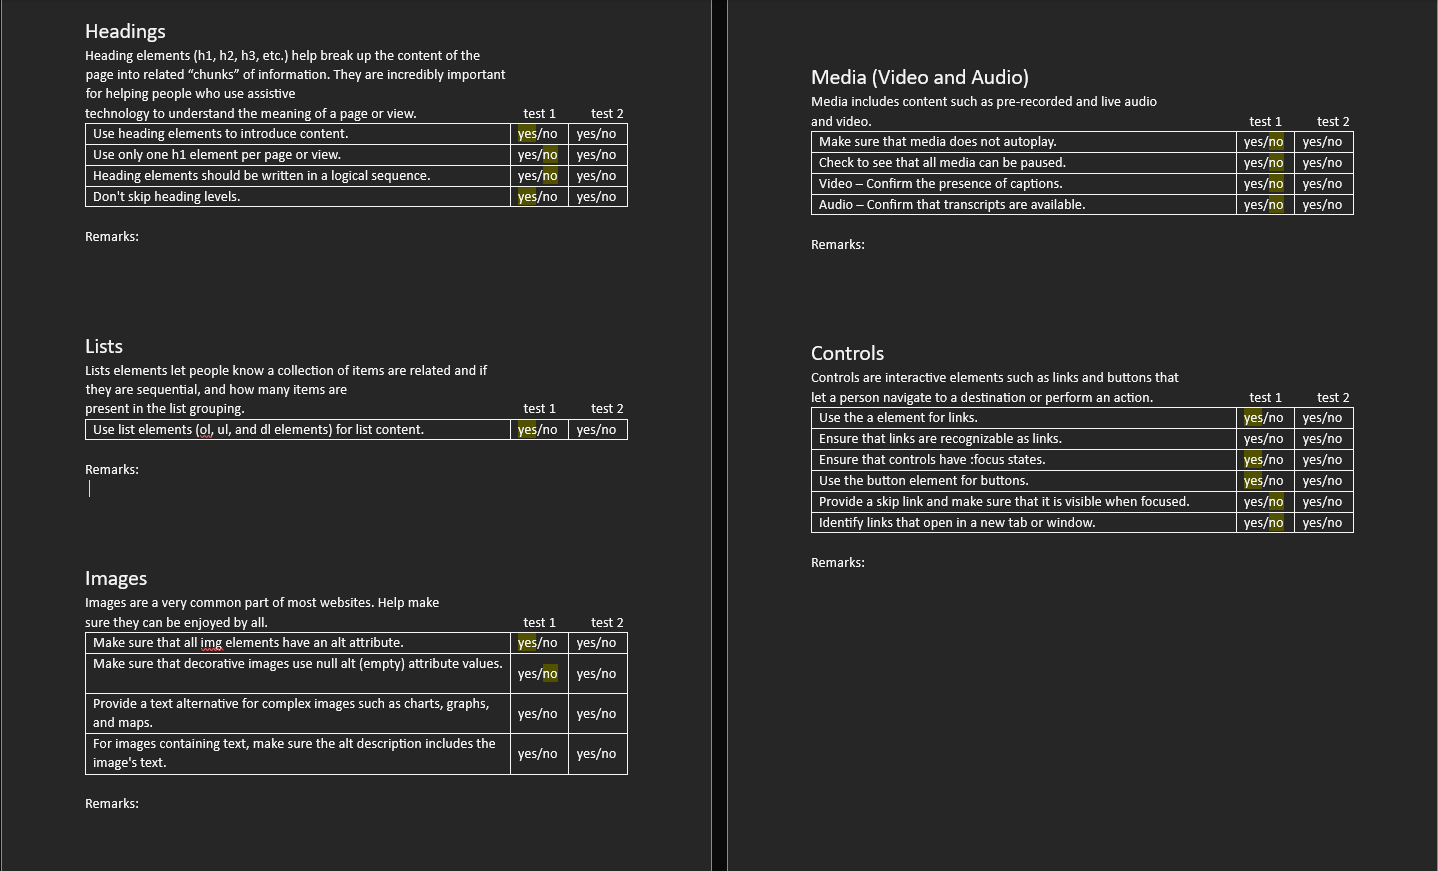 Headings
Heading elements (h1, h2, h3, etc.) help break up the content of the
page into related “chunks” of information. They are incredibly important
for helping people who use assistive
technology to understand the meaning of a page or view. test 1 test 2
Use heading elements to introduce content. yes/no yes/no
Use only one h1 element per page or view. yes/no yes/no
Heading elements should be written in a logical sequence. yes/no yes/no
Don't skip heading levels. yes/no yes/no
Remarks:
Lists
Lists elements let people know a collection of items are related and if
they are sequential, and how many items are
present in the list grouping. test 1 test 2
Use list elements (ol, ul, and dl elements) for list content. yes/no yes/no
Remarks:
Images
Images are a very common part of most websites. Help make
sure they can be enjoyed by all. test 1 test 2
Make sure that all img elements have an alt attribute. yes/no yes/no
Make sure that decorative images use null alt (empty) attribute values. yes/no yes/no
Provide a text alternative for complex images such as charts, graphs,
and maps. yes/no yes/no
For images containing text, make sure the alt description includes the
image's text. yes/no yes/no
Remarks:
Media (Video and Audio)
Media includes content such as pre-recorded and live audio
and video. test 1 test 2
Make sure that media does not autoplay. yes/no yes/no
Check to see that all media can be paused. yes/no yes/no
Video – Confirm the presence of captions. yes/no yes/no
Audio – Confirm that transcripts are available. yes/no yes/no
Remarks:
Controls
Controls are interactive elements such as links and buttons that
let a person navigate to a destination or perform an action. test 1 test 2
Use the a element for links. yes/no yes/no
Ensure that links are recognizable as links. yes/no yes/no
Ensure that controls have :focus states. yes/no yes/no
Use the button element for buttons. yes/no yes/no
Provide a skip link and make sure that it is visible when focused. yes/no yes/no
Identify links that open in a new tab or window. yes/no yes/no
Remarks: